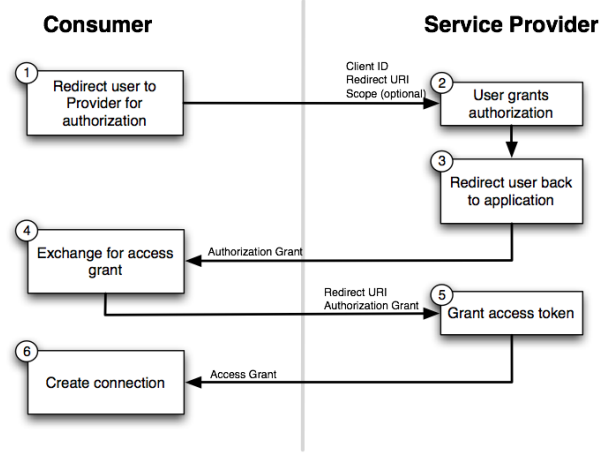 Consumer
Service Provider
1
Redirect user to
Provider for
authorization
Client ID
Redirect URI
Scope (optional)
2
User grants
authorization
3
Redirect user back
to application
4
Exchange for access
grant
Authorization Grant
Redirect URI
Authorization Grant
5
Grant access token
6
Create connection
Access Grant